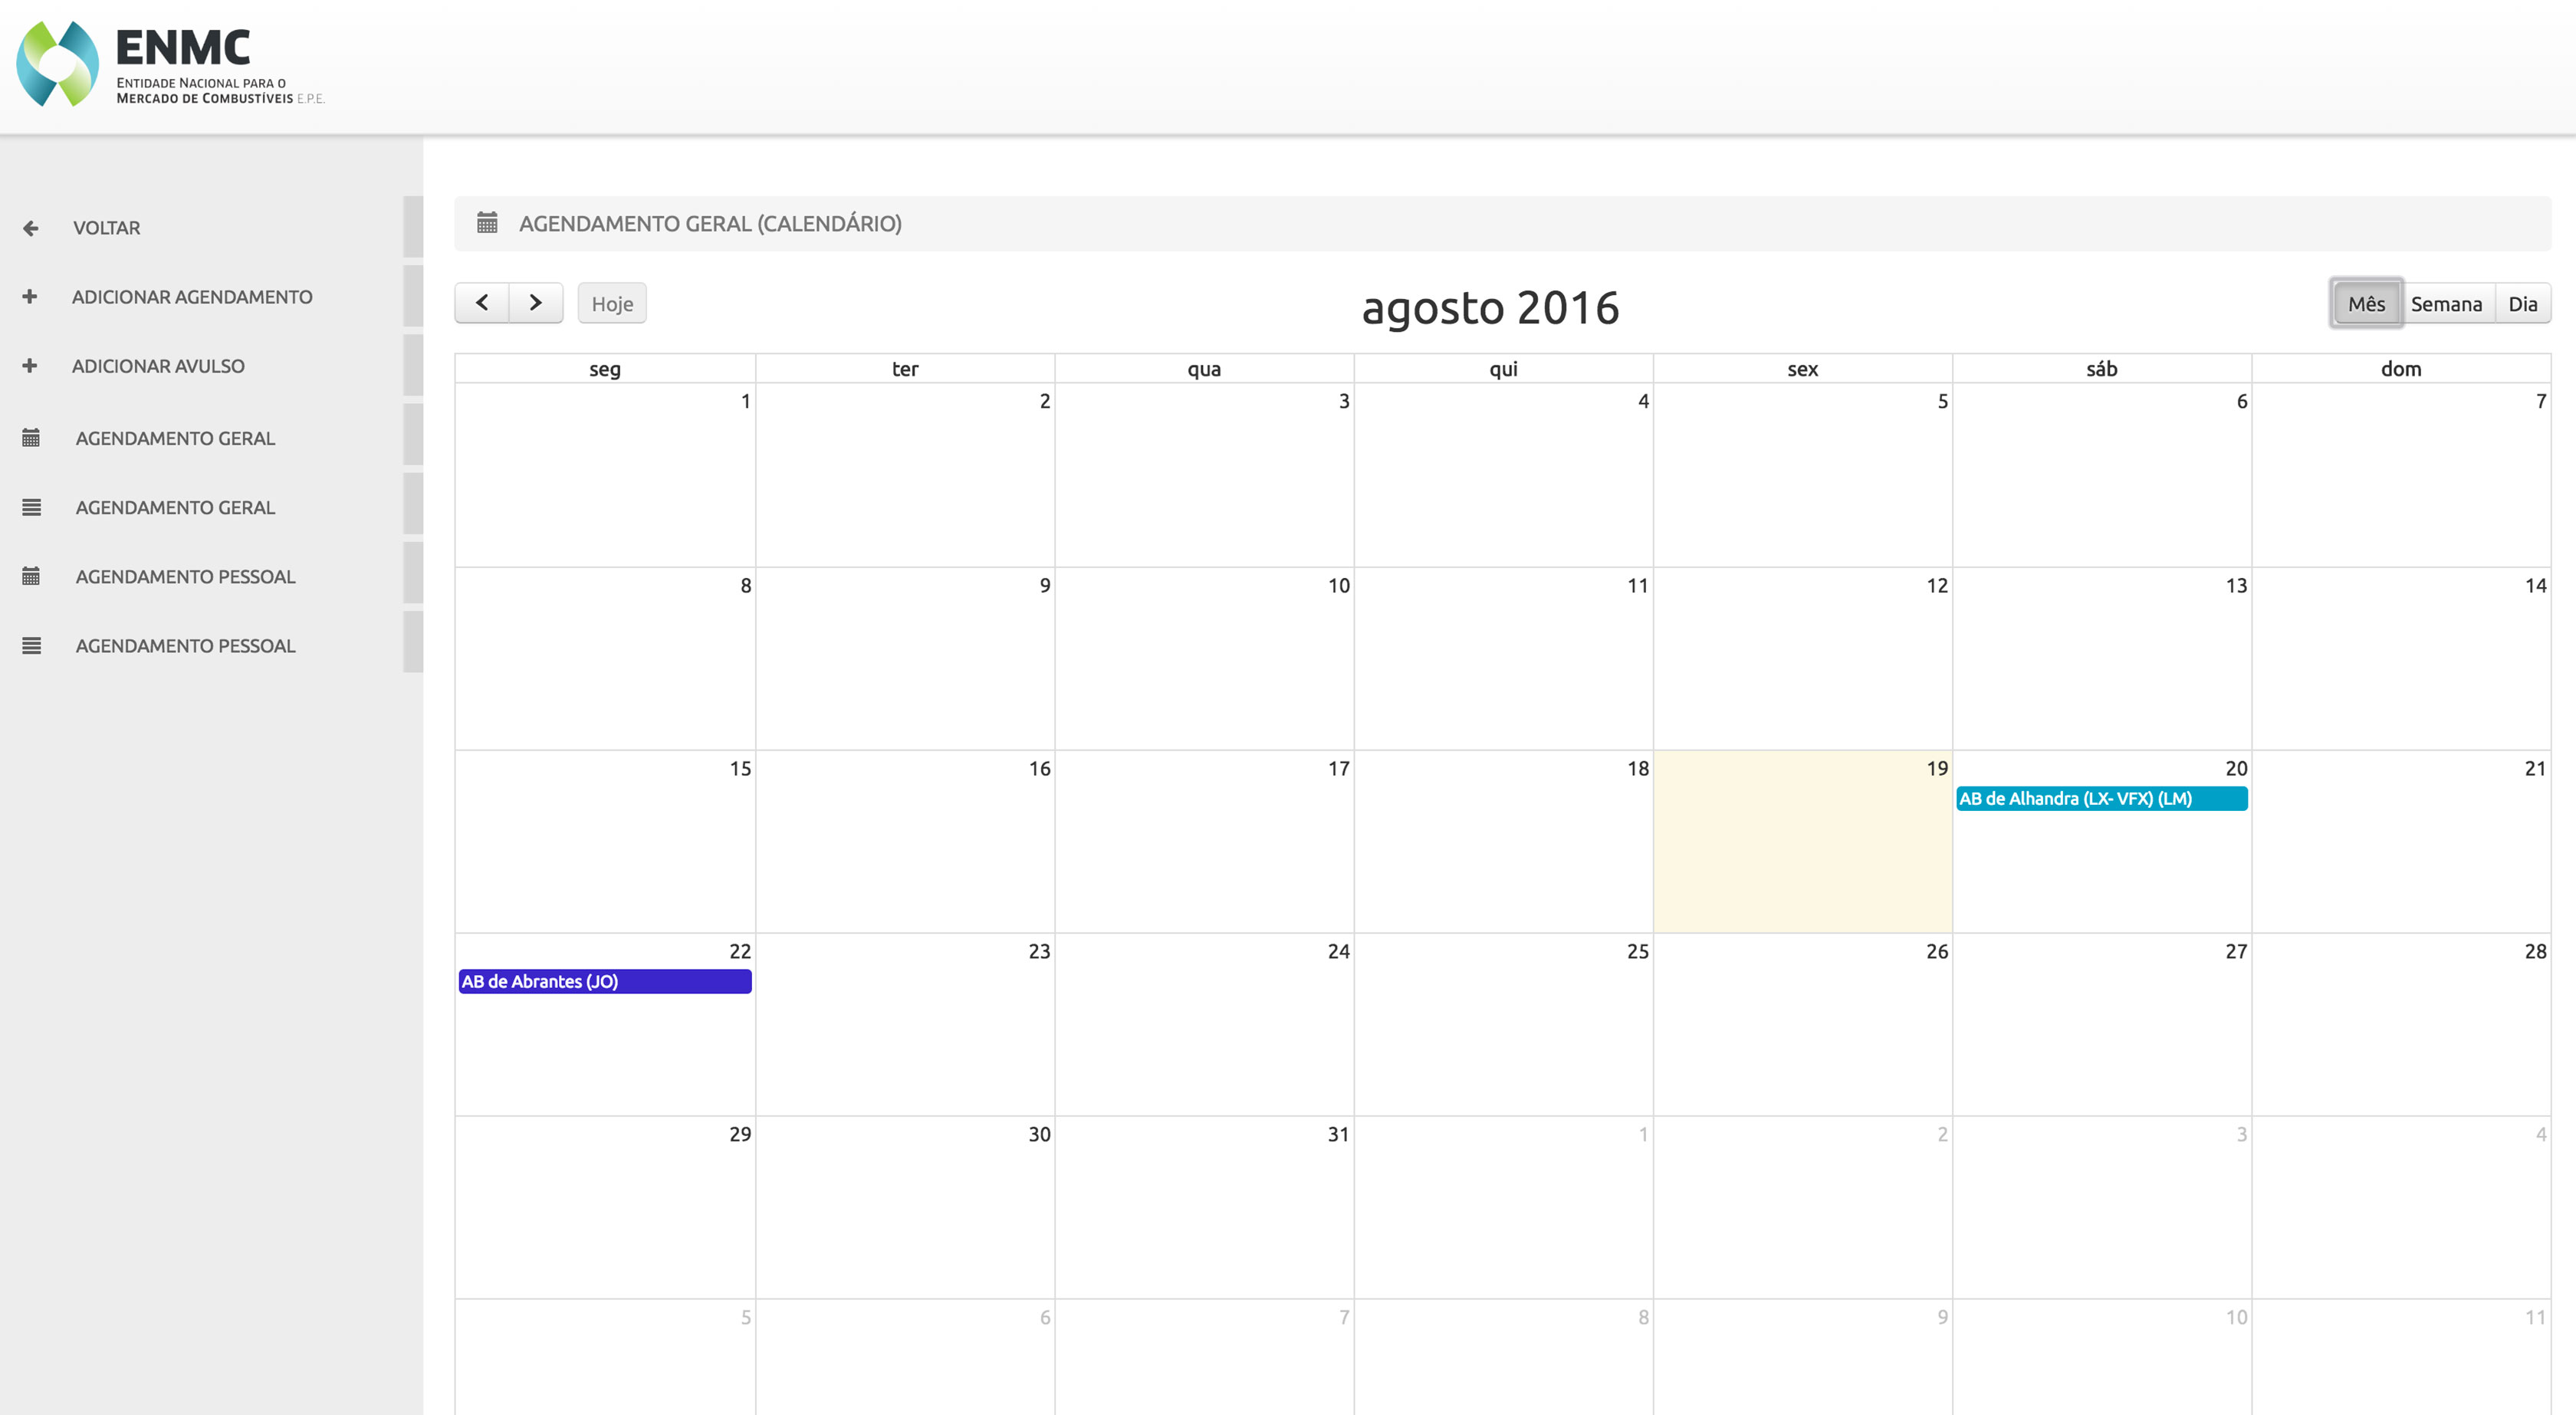 ENMC
ENTIDADE NACIONAL PARA O
MERCADO DE COMBUSTÍVEIS E.P.E.
VOLTAR
ADICIONAR AGENDAMENTO
ADICIONAR AVULSO
AGENDAMENTO GERAL
AGENDAMENTO GERAL
AGENDAMENTO PESSOAL
AGENDAMENTO PESSOAL
AGENDAMENTO GERAL (CALENDÁRIO)
Hoje
agosto 2016
Mês Semana Dia
seg ter qua qui sex sáb dom
1 2 3 4 5 6 7
8 9 10 11 12 13 14
15 16 17 18 19 20 21
AB de Alhandra (LX- VFX) (LM)
22 23 24 25 26 27 28
AB de Abrantes (JO)
29 30 31 1 2 3 4
5 6 7 8 9 10 11